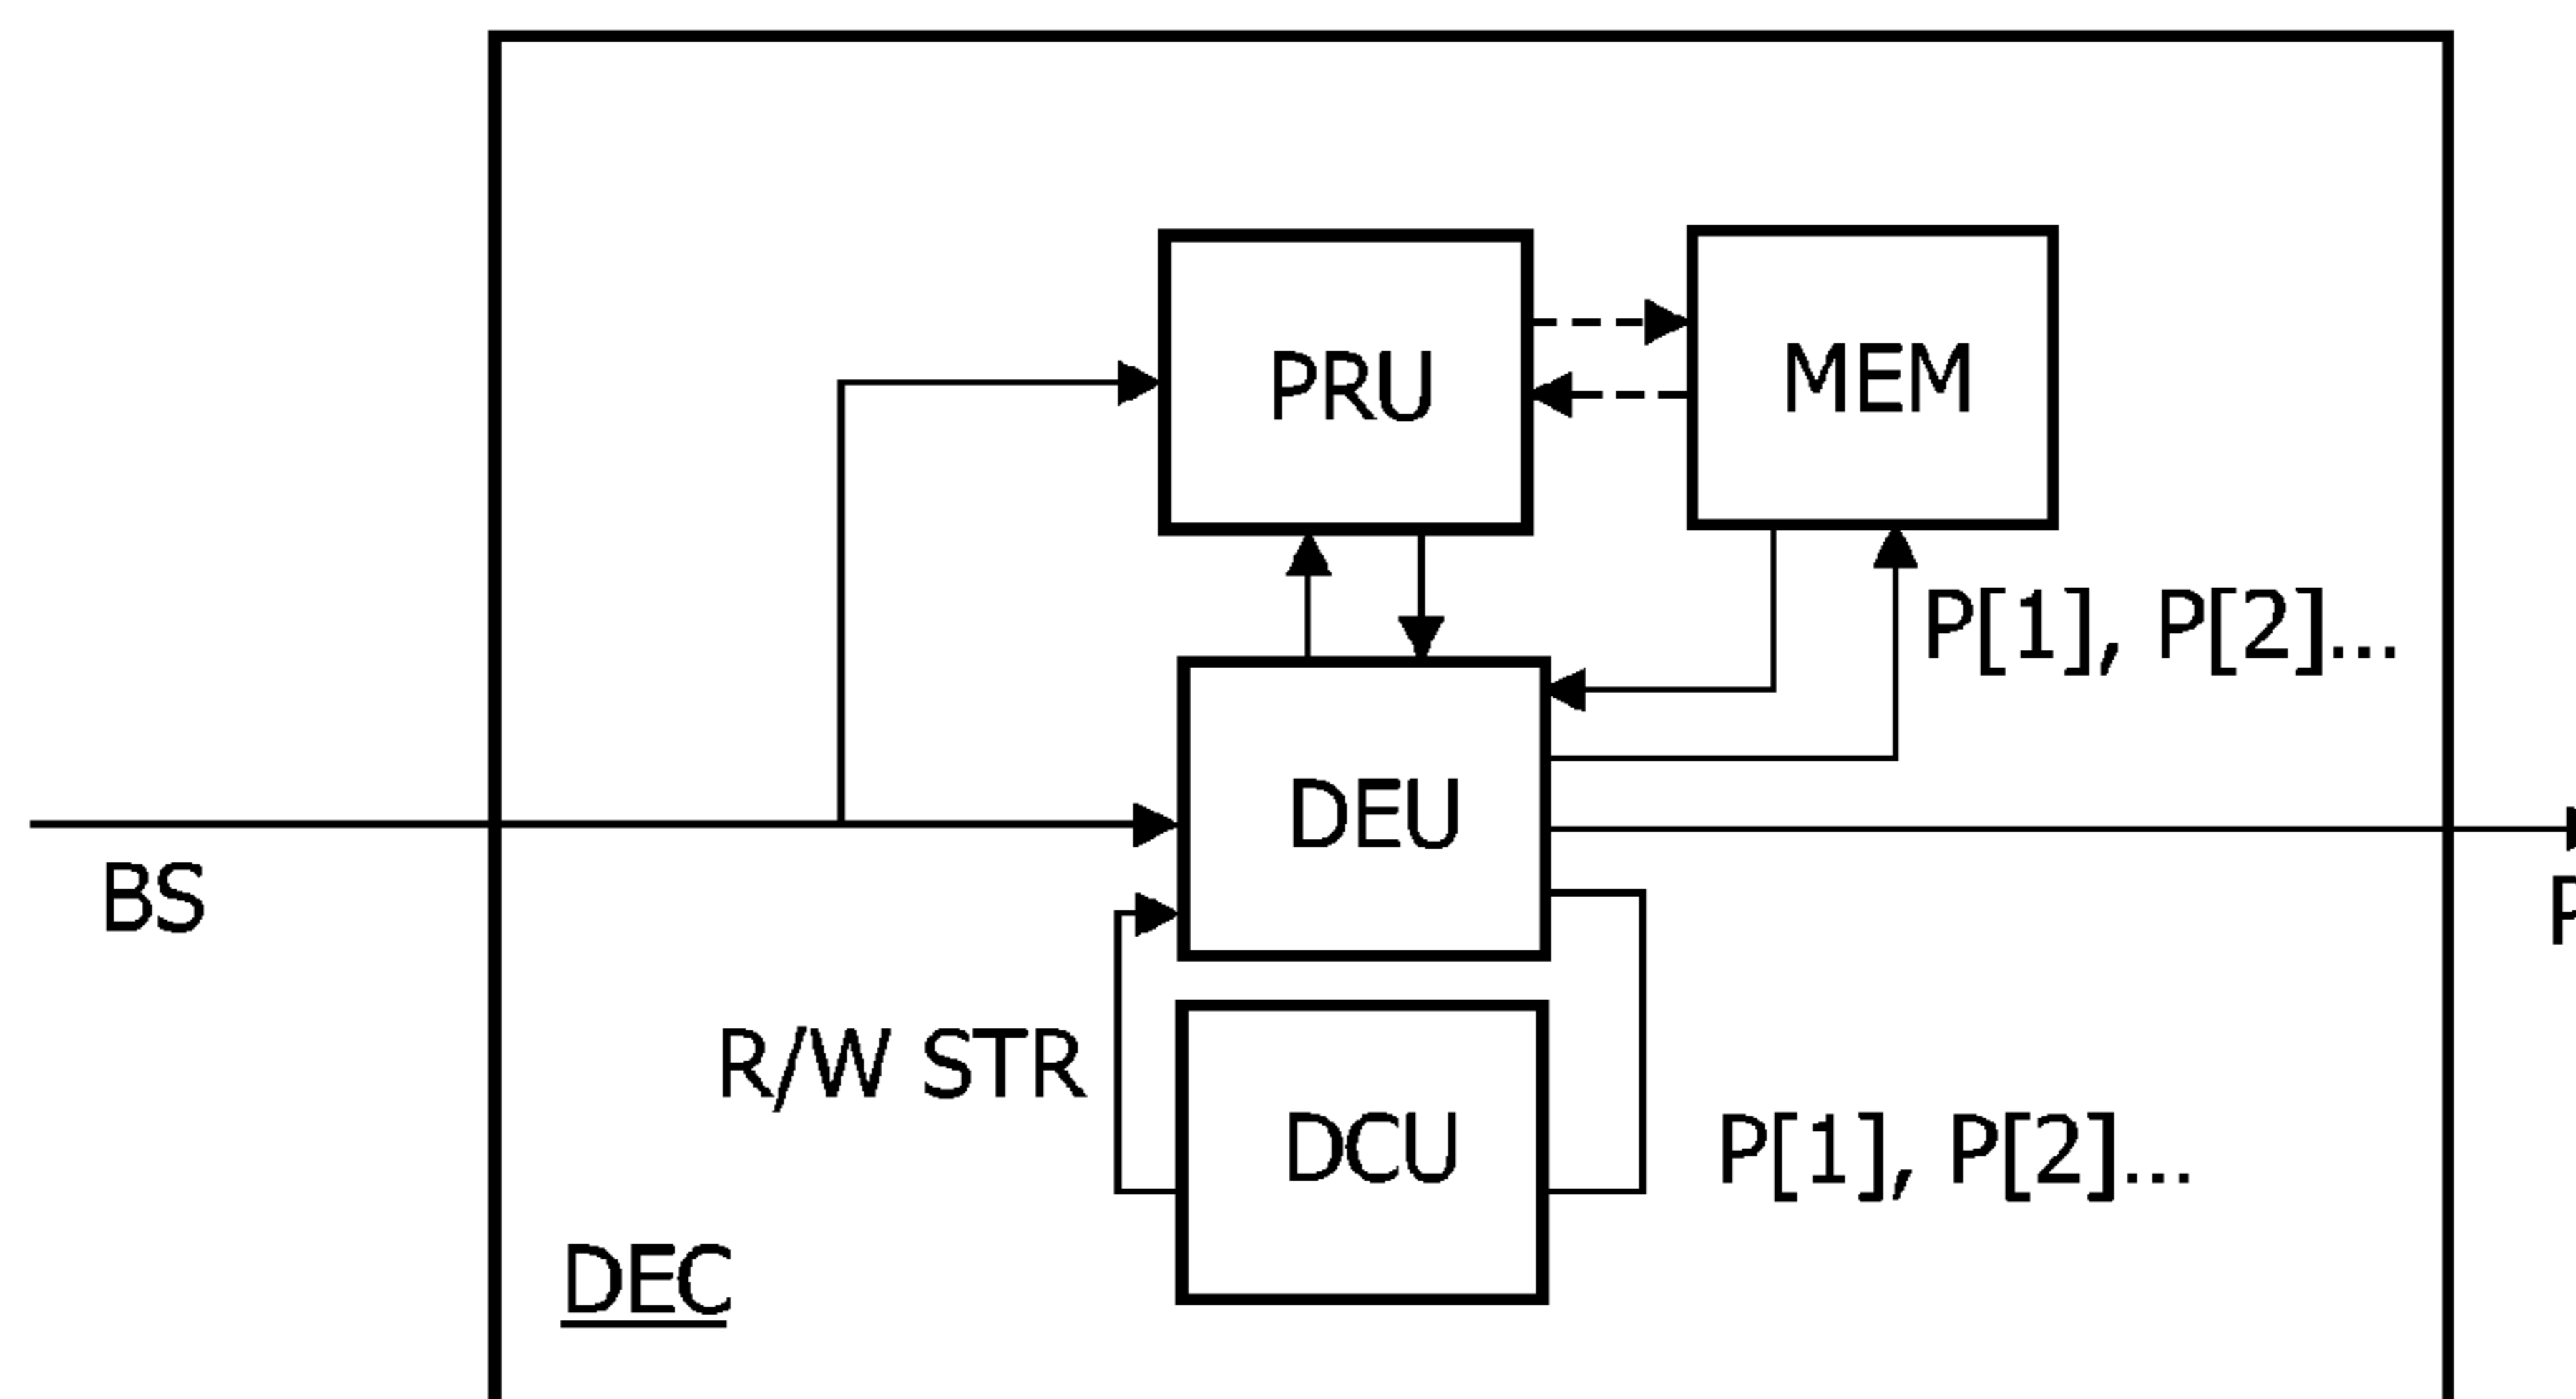 PRU
MEM
P[1], P[2]...
DEU
BS
P
R/W STR
DCU
P[1], P[2]...
DEC